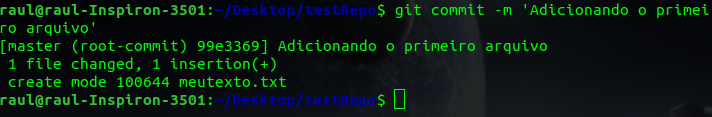 raul@raul-Inspiron-3501:~/Desktop/testRepo$ git commit -m 'Adicionando o primei
ro arquivo'
[master (root-commit) 99e3369] Adicionando o primeiro arquivo
 1 file changed, 1 insertion(+)
 create mode 100644 meutexto.txt
raul@raul-Inspiron-3501:~/Desktop/testRepo$